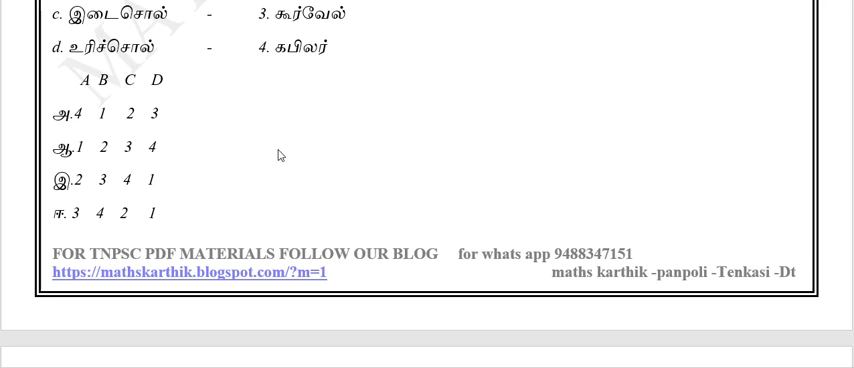 c. இடைசொல் - 3. கூர்வேல்
d. உரிச்சொல் - 4. கபிலர்
A B C D
அ.4 1 2 3
ஆ.1 2 3 4
இ.2 3 4 1
ஈ. 3 4 2 1
FOR TNPSC PDF MATERIALS FOLLOW OUR BLOG for whats app 9488347151
https://mathskarthik.blogspot.com/?m=1 maths karthik -panpoli -Tenkasi -Dt